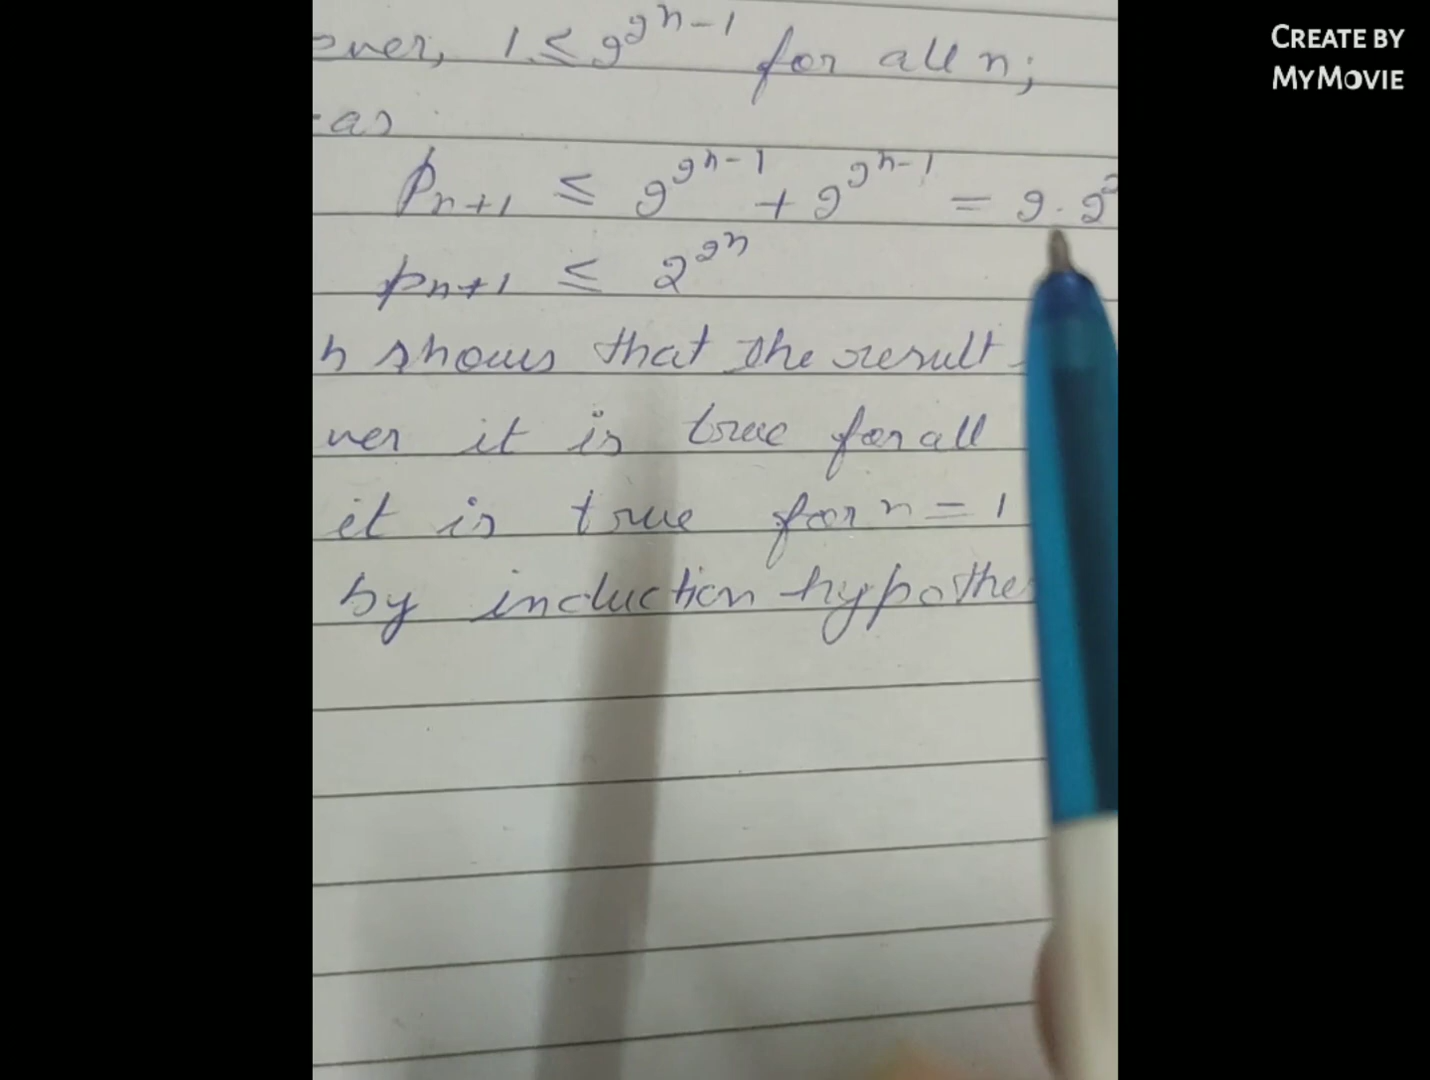 CREATE BY
MYMOVIE
over, 1 ≤ 2^{2^n-1} for all n;
as
p_{n+1} ≤ 2^{2^n-1} + 2^{2^n-1} = 2·2^2
p_{n+1} ≤ 2^{2^n}
h shows that the result
ver it is true for all
it is true for n = 1
by induction hypothe